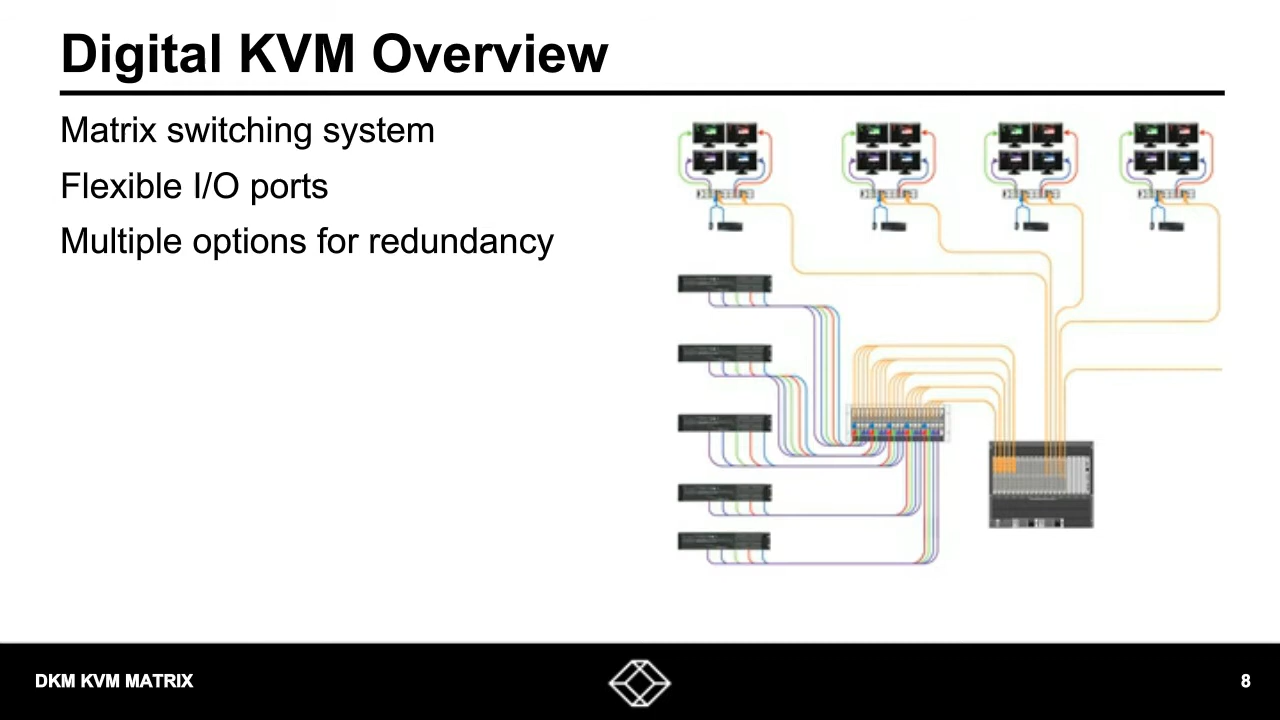 Digital KVM Overview
Matrix switching system
Flexible I/O ports
Multiple options for redundancy
DKM KVM MATRIX
8